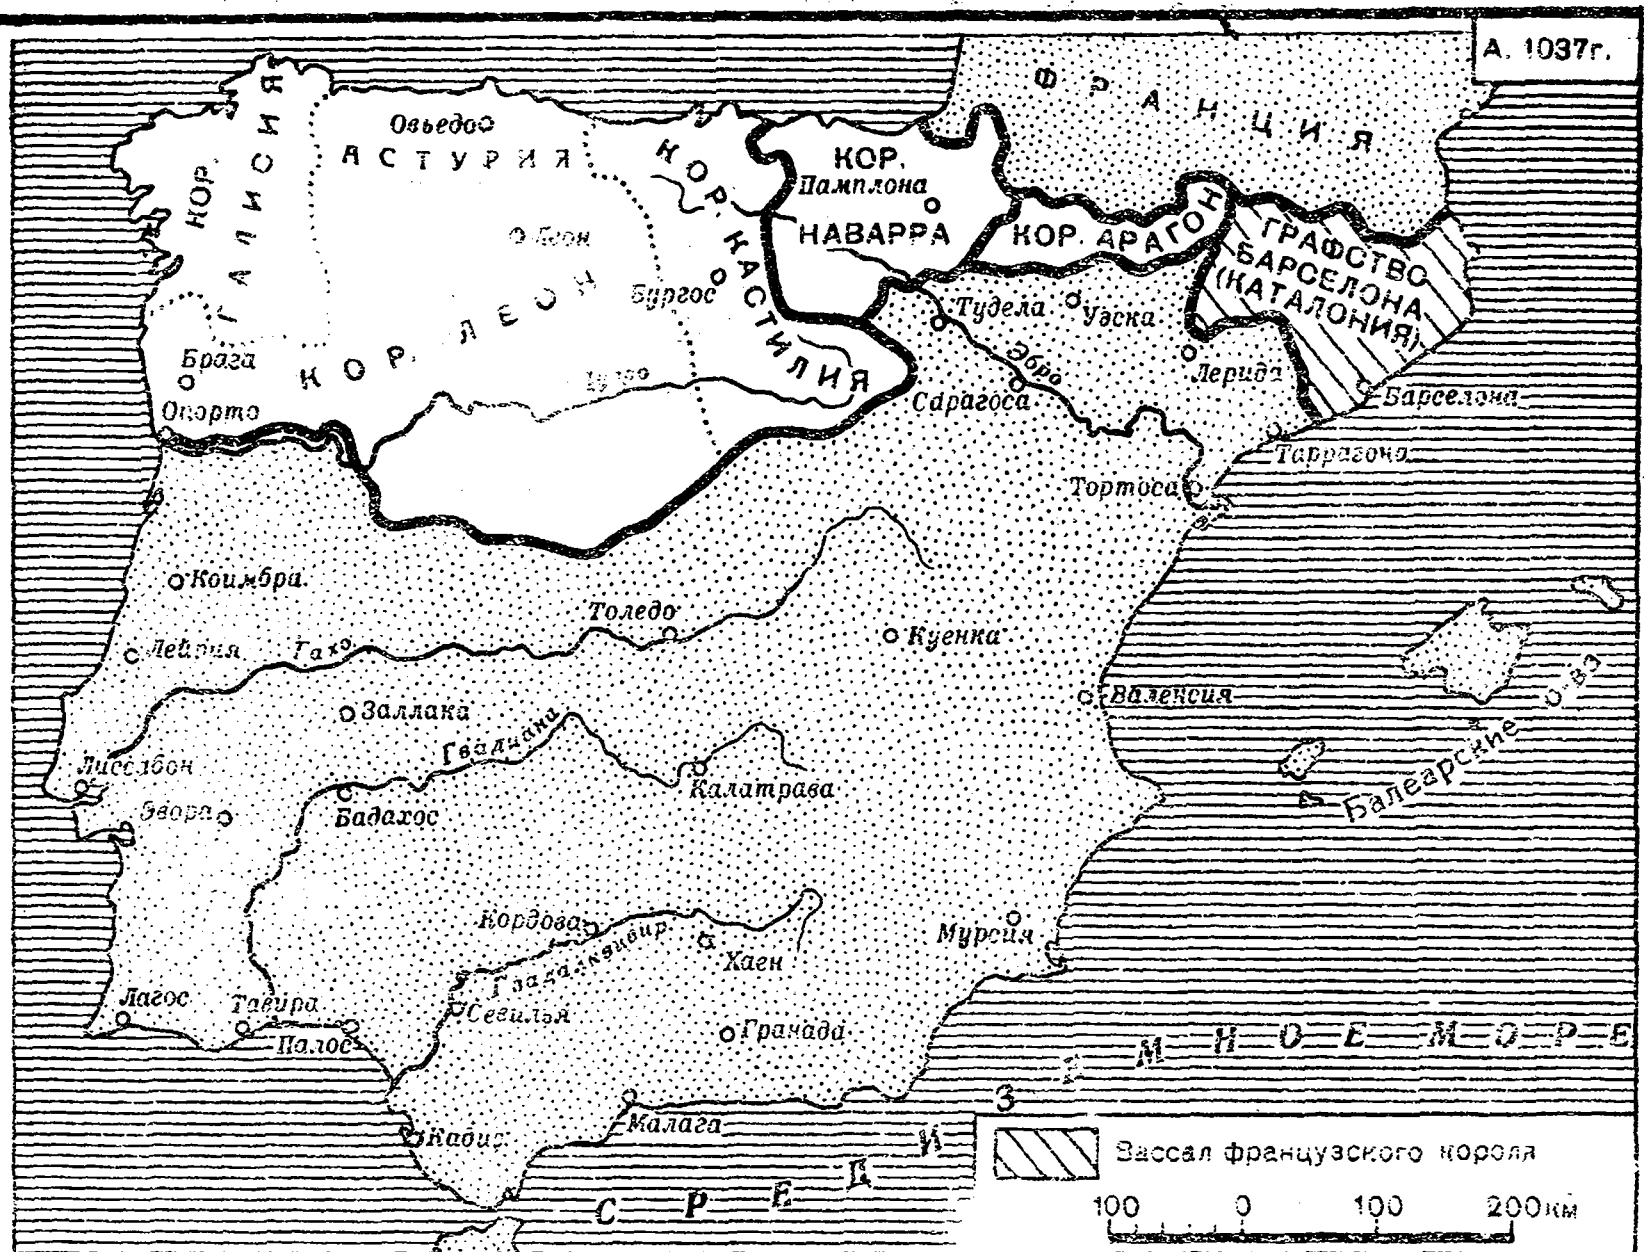 А. 1037г.
ФРАНЦИЯ
Овьедо
АСТУРИЯ
КОР. ГАЛИСИЯ
КОР. КАСТИЛИЯ
КОР.
Памплона
НАВАРРА
КОР. АРАГОН
ГРАФСТВО
БАРСЕЛОНА
(КАТАЛОНИЯ)
Леон
КОР. ЛЕОН
Бургос
Тудела
Уэска
Эбро
Брага
Лерида
Опорто
Сарагоса
Барселона
Таррагона
Тортоса
Коимбра
Толедо
Куенка
Лейрия
Тахо
Валенсия
Заллака
Гвадиана
Лиссабон
Калатрава
Эвора
Бадахос
Балеарские о-ва
Кордова
Гвадалквивир
Хаен
Мурсия
Лагос
Тавира
Севилья
Палос
Гранада
СРЕДИЗЕМНОЕ МОРЕ
Малага
Кадис
Вассал французского короля
100 0 100 200км